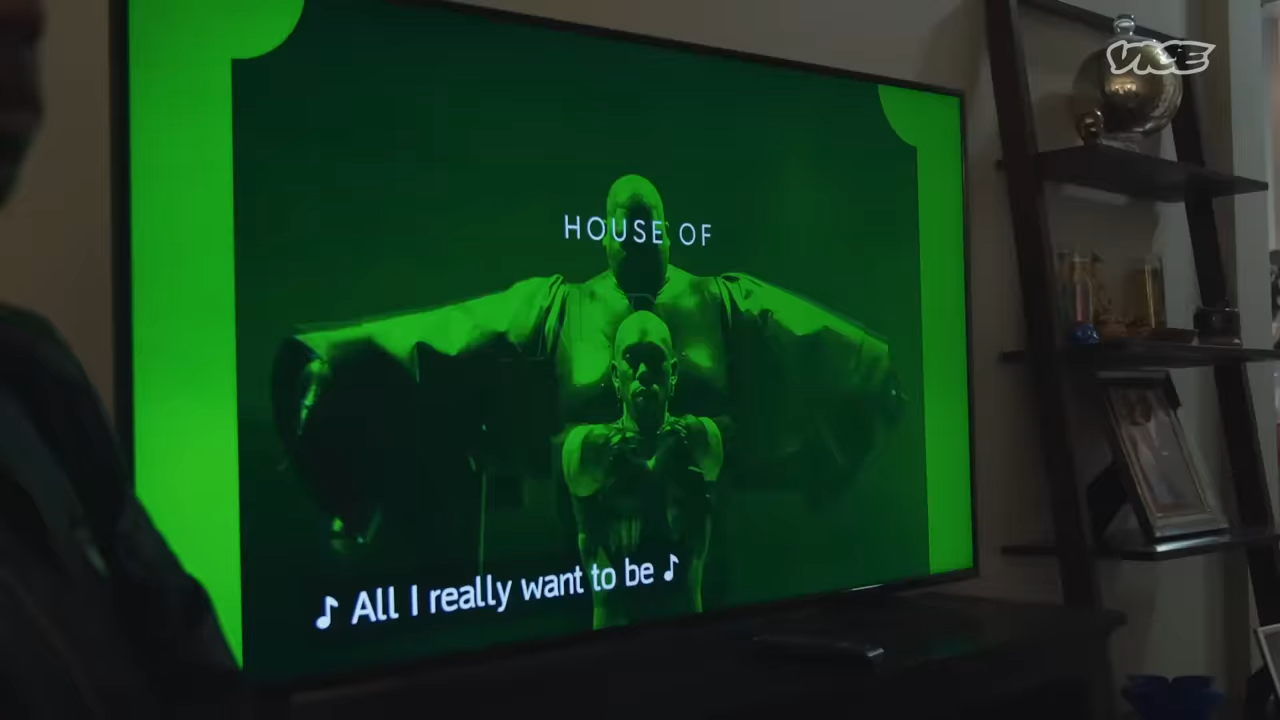 VICE
HOUSE OF
♪ All I really want to be ♪